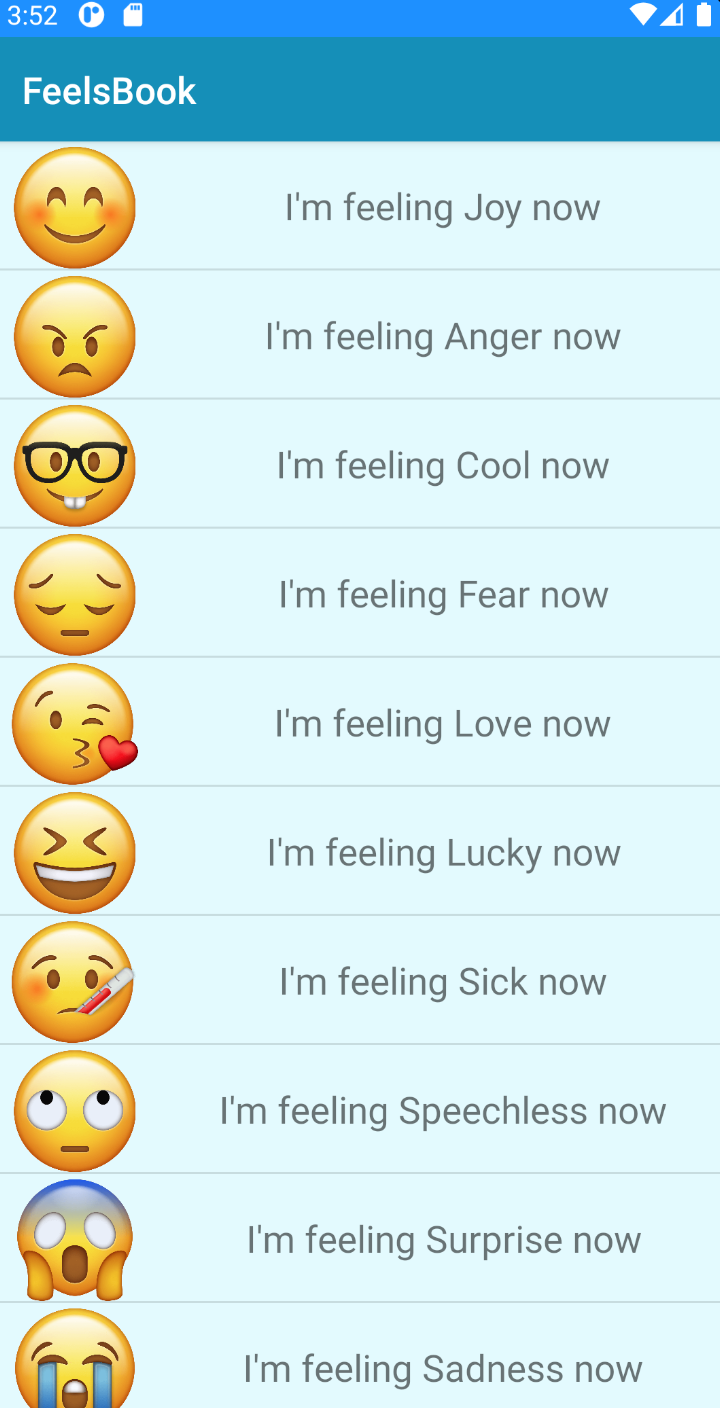 3:52
FeelsBook
I'm feeling Joy now
I'm feeling Anger now
I'm feeling Cool now
I'm feeling Fear now
I'm feeling Love now
I'm feeling Lucky now
I'm feeling Sick now
I'm feeling Speechless now
I'm feeling Surprise now
I'm feeling Sadness now